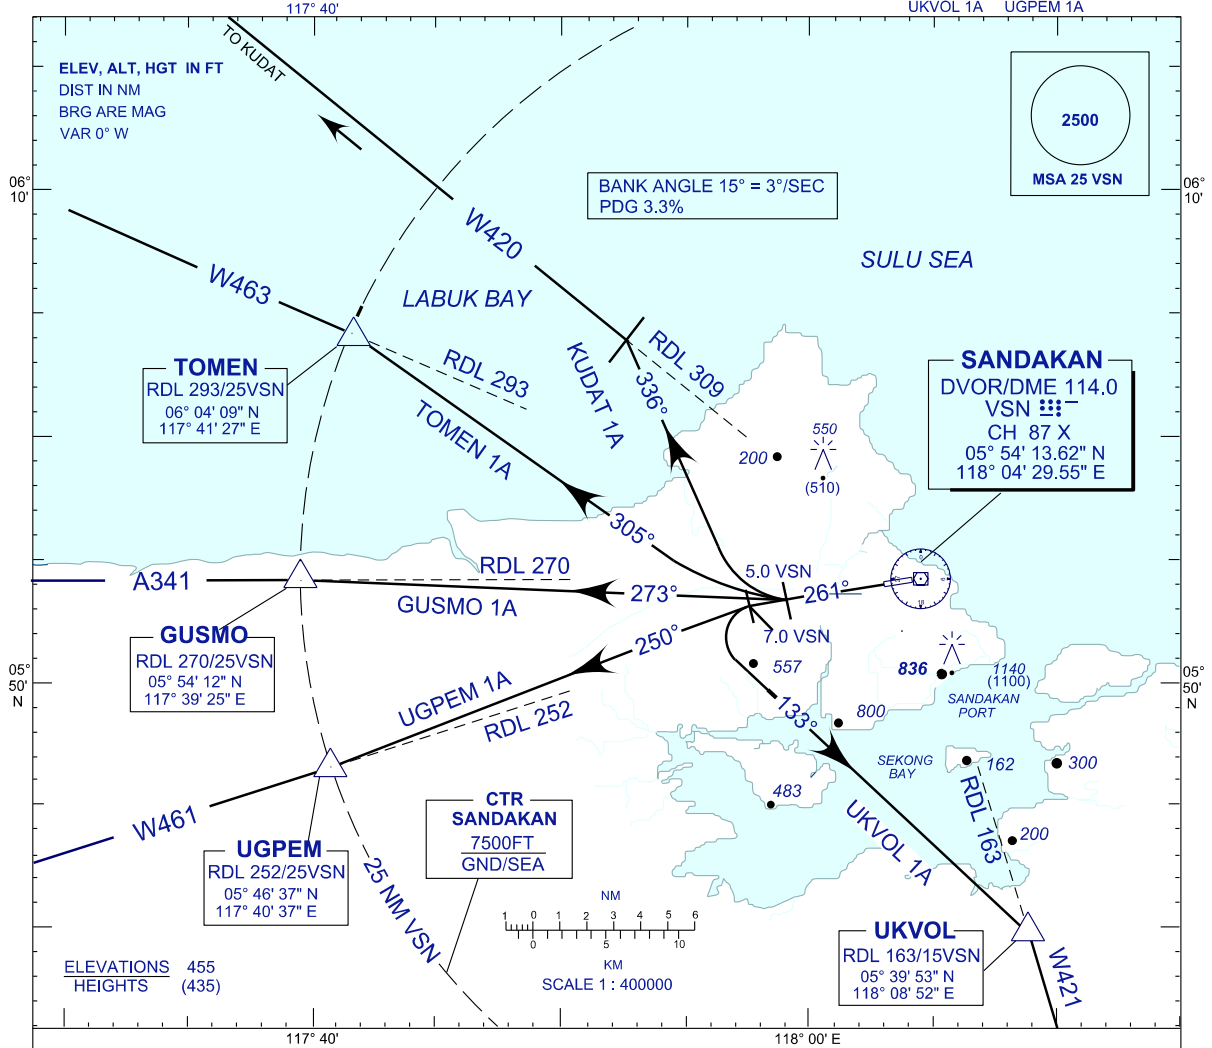 117° 40'
UKVOL 1A UGPEM 1A
TO KUDAT
ELEV, ALT, HGT IN FT
DIST IN NM
BRG ARE MAG
VAR 0° W
2500
MSA 25 VSN
06°
10'
06°
10'
BANK ANGLE 15° = 3°/SEC
PDG 3.3%
W420
SULU SEA
W463
LABUK BAY
TOMEN
RDL 293/25VSN
06° 04' 09" N
117° 41' 27" E
RDL 293
TOMEN 1A
KUDAT 1A
336°
RDL 309
SANDAKAN
DVOR/DME 114.0
VSN
CH 87 X
05° 54' 13.62" N
118° 04' 29.55" E
550
200
(510)
305°
RDL 270
A341
GUSMO 1A
273°
5.0 VSN
261°
7.0 VSN
GUSMO
RDL 270/25VSN
05° 54' 12" N
117° 39' 25" E
250°
557
836
1140
(1100)
SANDAKAN
PORT
05°
50'
N
05°
50'
N
UGPEM 1A
RDL 252
133°
800
SEKONG
BAY
162
300
483
W461
CTR
SANDAKAN
7500FT
GND/SEA
UKVOL 1A
RDL 163
200
UGPEM
RDL 252/25VSN
05° 46' 37" N
117° 40' 37" E
25 NM VSN
NM
1 0 1 2 3 4 5 6
0 5 10
KM
SCALE 1 : 400000
UKVOL
RDL 163/15VSN
05° 39' 53" N
118° 08' 52" E
W421
ELEVATIONS 455
HEIGHTS (435)
117° 40'
118° 00' E